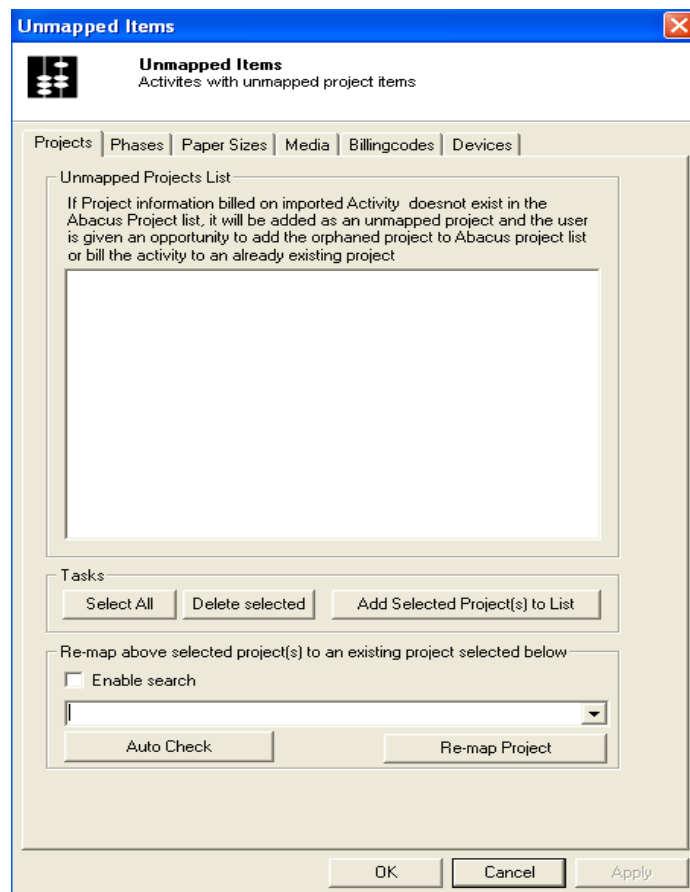 Unmapped Items
Unmapped Items
Activites with unmapped project items
Projects Phases Paper Sizes Media Billingcodes Devices
Unmapped Projects List
If Project information billed on imported Activity doesnot exist in the
Abacus Project list, it will be added as an unmapped project and the user
is given an opportunity to add the orphaned project to Abacus project list
or bill the activity to an already existing project
Tasks
Select All Delete selected Add Selected Project(s) to List
Re-map above selected project(s) to an existing project selected below
Enable search
Auto Check Re-map Project
OK Cancel Apply